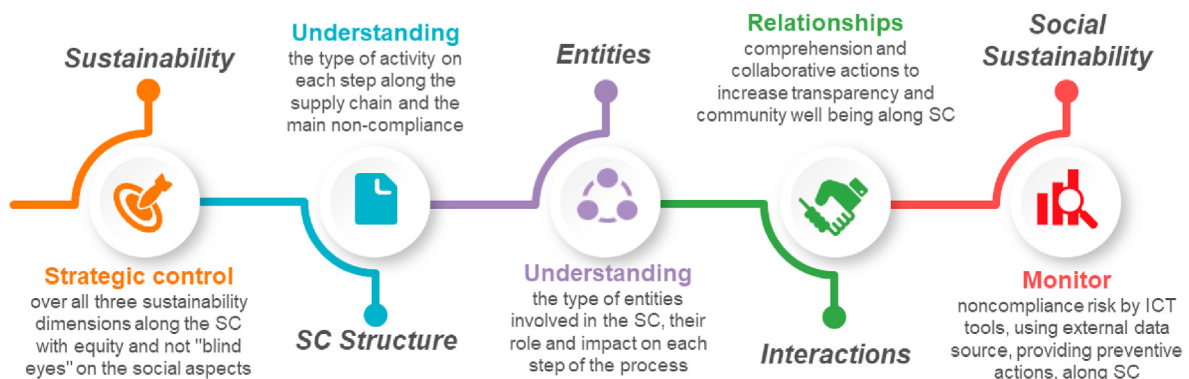 Sustainability
Strategic control
over all three sustainability
dimensions along the SC
with equity and not "blind
eyes" on the social aspects
Understanding
the type of activity on
each step along the
supply chain and the
main non-compliance
SC Structure
Entities
Understanding
the type of entities
involved in the SC, their
role and impact on each
step of the process
Relationships
comprehension and
collaborative actions to
increase transparency and
community well being along SC
Interactions
Social
Sustainability
Monitor
noncompliance risk by ICT
tools, using external data
source, providing preventive
actions, along SC